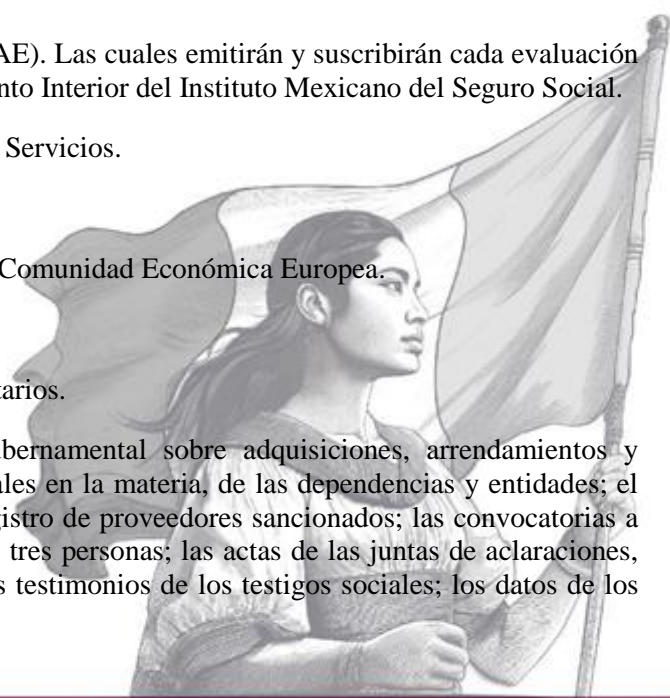 AE). Las cuales emitirán y suscribirán cada evaluación
nto Interior del Instituto Mexicano del Seguro Social.
Servicios.
Comunidad Económica Europea.
tarios.
ubernamental sobre adquisiciones, arrendamientos y
ales en la materia, de las dependencias y entidades; el
gistro de proveedores sancionados; las convocatorias a
tres personas; las actas de las juntas de aclaraciones,
s testimonios de los testigos sociales; los datos de los